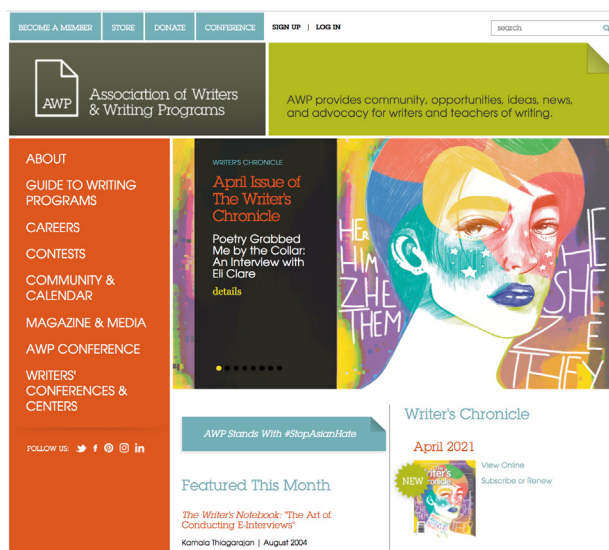 BECOME A MEMBER
STORE
DONATE
CONFERENCE
SIGN UP | LOG IN
search
AWP
Association of Writers
& Writing Programs
AWP provides community, opportunities, ideas, news,
and advocacy for writers and teachers of writing.
ABOUT
GUIDE TO WRITING
PROGRAMS
CAREERS
CONTESTS
COMMUNITY &
CALENDAR
MAGAZINE & MEDIA
AWP CONFERENCE
WRITERS'
CONFERENCES &
CENTERS
FOLLOW US:
WRITER'S CHRONICLE
April Issue of
The Writer's
Chronicle
Poetry Grabbed
Me by the Collar:
An Interview with
Eli Clare
details
HER
HIM
ZHE
THEM
HE
SHE
ZE
THEY
AWP Stands With #StopAsianHate
Featured This Month
The Writer's Notebook: "The Art of
Conducting E-Interviews"
Kamala Thiagarajan | August 2004
Writer's Chronicle
April 2021
NEW
View Online
Subscribe or Renew